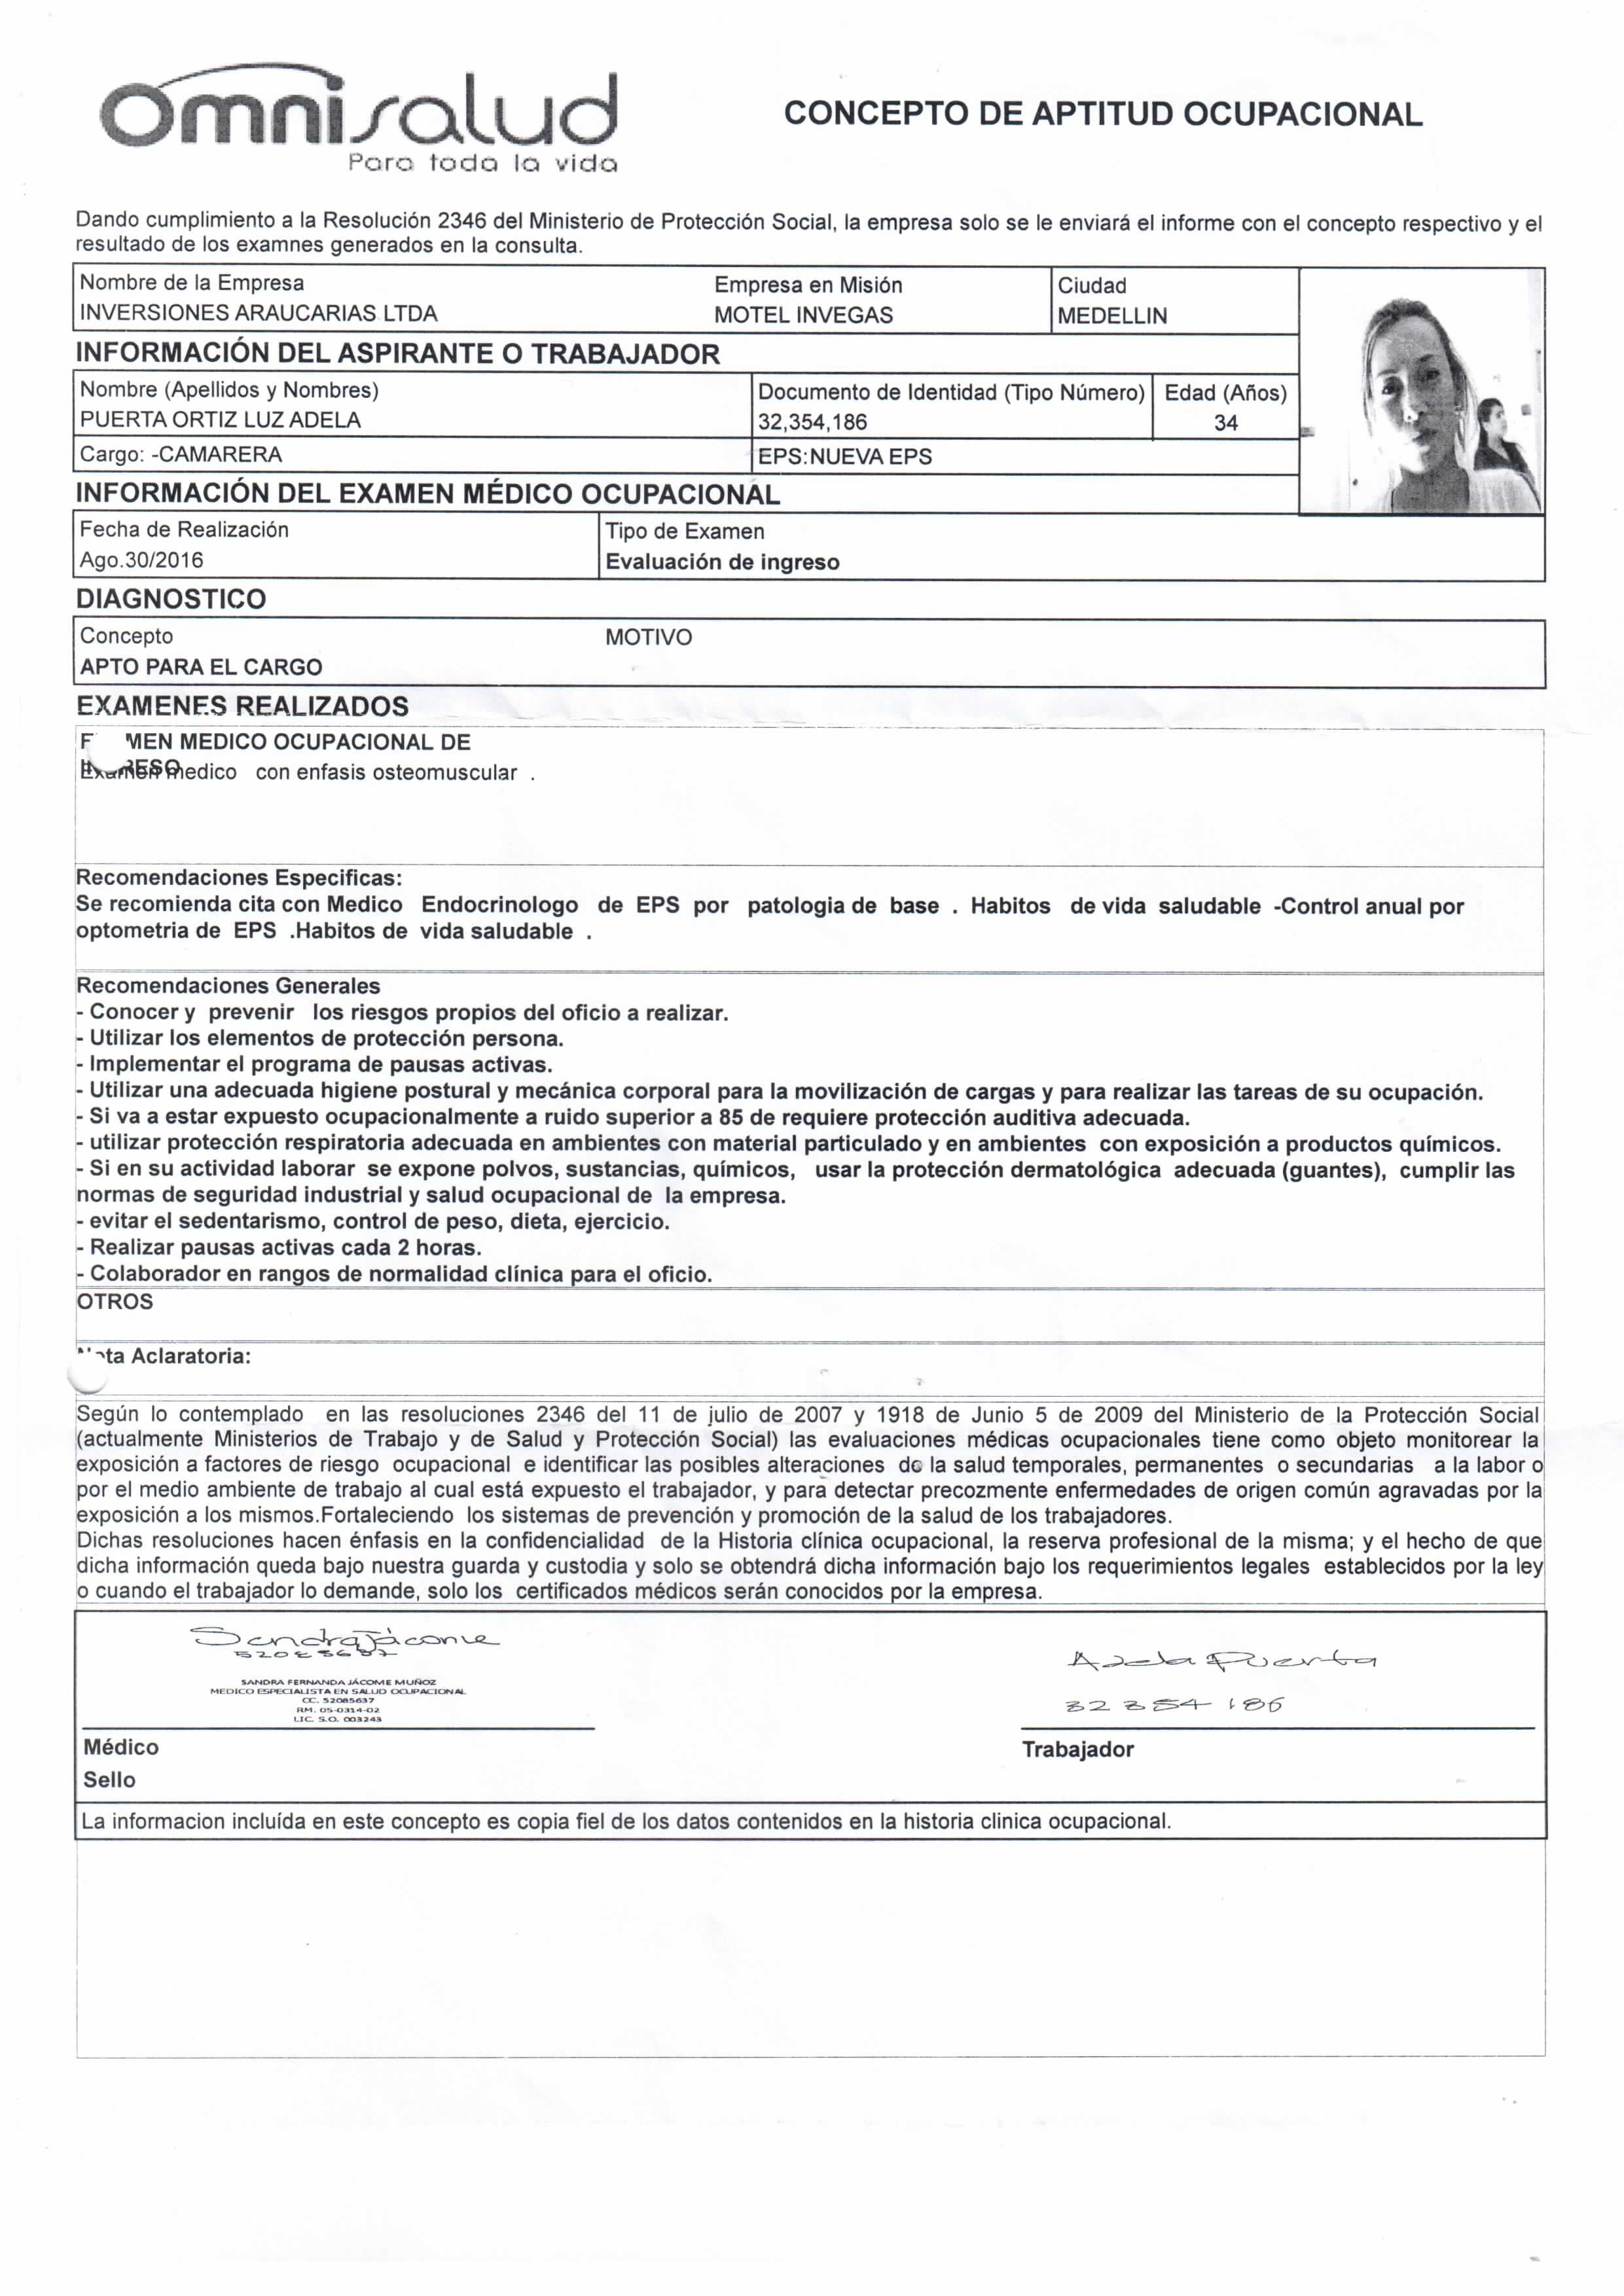 omnisalud
Para toda la vida
CONCEPTO DE APTITUD OCUPACIONAL
Dando cumplimiento a la Resolución 2346 del Ministerio de Protección Social, la empresa solo se le enviará el informe con el concepto respectivo y el
resultado de los examnes generados en la consulta.
Nombre de la Empresa Empresa en Misión Ciudad
INVERSIONES ARAUCARIAS LTDA MOTEL INVEGAS MEDELLIN
INFORMACIÓN DEL ASPIRANTE O TRABAJADOR
Nombre (Apellidos y Nombres) Documento de Identidad (Tipo Número) Edad (Años)
PUERTA ORTIZ LUZ ADELA 32,354,186 34
Cargo: -CAMARERA EPS:NUEVA EPS
INFORMACIÓN DEL EXAMEN MÉDICO OCUPACIONAL
Fecha de Realización Tipo de Examen
Ago.30/2016 Evaluación de ingreso
DIAGNOSTICO
Concepto MOTIVO
APTO PARA EL CARGO
EXAMENES REALIZADOS
MEDICO OCUPACIONAL DE
medico con enfasis osteomuscular .
Recomendaciones Especificas:
Se recomienda cita con Medico Endocrinologo de EPS por patologia de base . Habitos de vida saludable -Control anual por
optometria de EPS .Habitos de vida saludable .
Recomendaciones Generales
- Conocer y prevenir los riesgos propios del oficio a realizar.
- Utilizar los elementos de protección persona.
- Implementar el programa de pausas activas.
- Utilizar una adecuada higiene postural y mecánica corporal para la movilización de cargas y para realizar las tareas de su ocupación.
- Si va a estar expuesto ocupacionalmente a ruido superior a 85 de requiere protección auditiva adecuada.
- utilizar protección respiratoria adecuada en ambientes con material particulado y en ambientes con exposición a productos químicos.
- Si en su actividad laborar se expone polvos, sustancias, químicos, usar la protección dermatológica adecuada (guantes), cumplir las
normas de seguridad industrial y salud ocupacional de la empresa.
- evitar el sedentarismo, control de peso, dieta, ejercicio.
- Realizar pausas activas cada 2 horas.
- Colaborador en rangos de normalidad clínica para el oficio.
OTROS
Aclaratoria:
Según lo contemplado en las resoluciones 2346 del 11 de julio de 2007 y 1918 de Junio 5 de 2009 del Ministerio de la Protección Social
(actualmente Ministerios de Trabajo y de Salud y Protección Social) las evaluaciones médicas ocupacionales tiene como objeto monitorear la
exposición a factores de riesgo ocupacional e identificar las posibles alteraciones de la salud temporales, permanentes o secundarias a la labor o
por el medio ambiente de trabajo al cual está expuesto el trabajador, y para detectar precozmente enfermedades de origen común agravadas por la
exposición a los mismos.Fortaleciendo los sistemas de prevención y promoción de la salud de los trabajadores.
Dichas resoluciones hacen énfasis en la confidencialidad de la Historia clínica ocupacional, la reserva profesional de la misma; y el hecho de que
dicha información queda bajo nuestra guarda y custodia y solo se obtendrá dicha información bajo los requerimientos legales establecidos por la ley
o cuando el trabajador lo demande, solo los certificados médicos serán conocidos por la empresa.
Sandra Jácome
52085637
SANDRA FERNANDA JÁCOME MUÑOZ
MEDICO ESPECIALISTA EN SALUD OCUPACIONAL
CC. 52085637
RM. 05-0314-02
LIC. S.O. 003243
Adela Puerta
32354186
Médico Trabajador
Sello
La informacion incluída en este concepto es copia fiel de los datos contenidos en la historia clinica ocupacional.